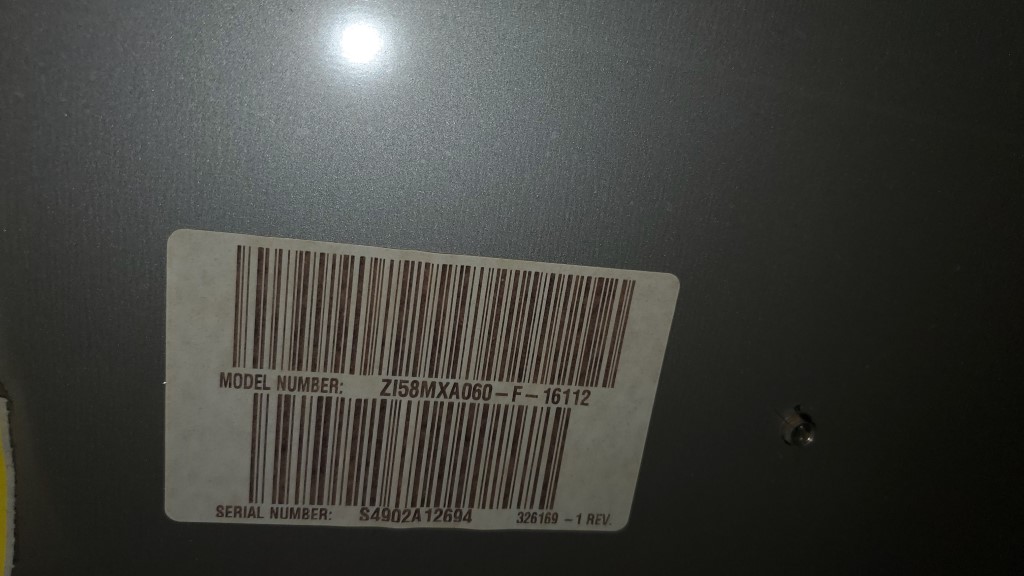 MODEL NUMBER: ZI58MXA060-F-16112
SERIAL NUMBER: S4902A12694 326169-1 REV.